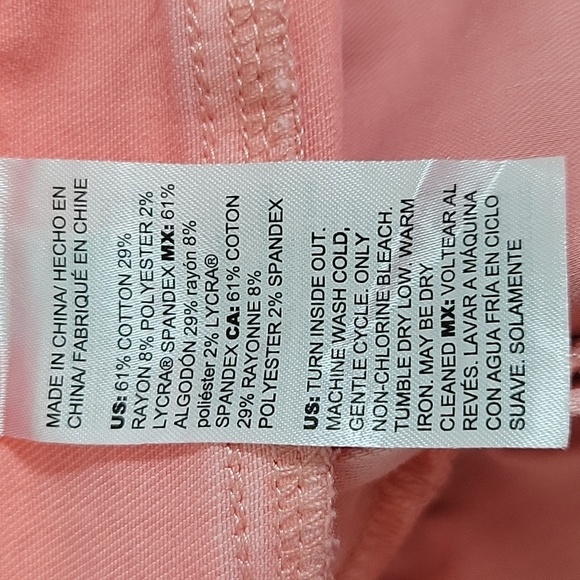 MADE IN CHINA/ HECHO EN
CHINA/ FABRIQUÉ EN CHINE
US: 61% COTTON 29%
RAYON 8% POLYESTER 2%
LYCRA® SPANDEX MX: 61%
ALGODÓN 29% rayón 8%
poliéster 2% LYCRA®
SPANDEX CA: 61% COTON
29% RAYONNE 8%
POLYESTER 2% SPANDEX
US: TURN INSIDE OUT.
MACHINE WASH COLD,
GENTLE CYCLE. ONLY
NON-CHLORINE BLEACH.
TUMBLE DRY LOW. WARM
IRON. MAY BE DRY
CLEANED MX: VOLTEAR AL
REVÉS. LAVAR A MÁQUINA
CON AGUA FRÍA EN CICLO
SUAVE. SOLAMENTE